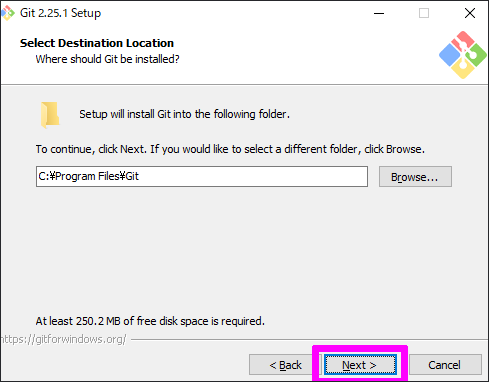 Git 2.25.1 Setup
Select Destination Location
Where should Git be installed?
Setup will install Git into the following folder.
To continue, click Next. If you would like to select a different folder, click Browse.
C:¥Program Files¥Git
Browse...
At least 250.2 MB of free disk space is required.
https://gitforwindows.org/
< Back
Next >
Cancel